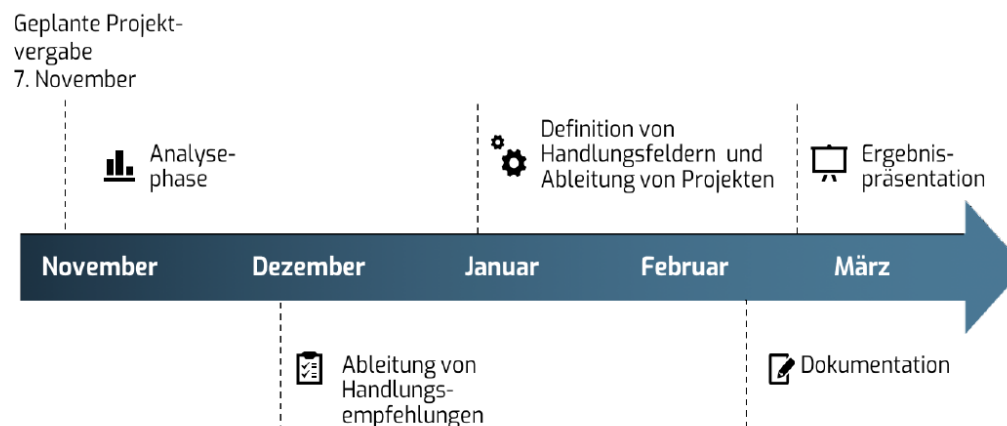 Geplante Projekt-
vergabe
7. November
Analyse-
phase
Definition von
Handlungsfeldern und
Ableitung von Projekten
Ergebnis-
präsentation
November
Dezember
Januar
Februar
März
Ableitung von
Handlungs-
empfehlungen
Dokumentation